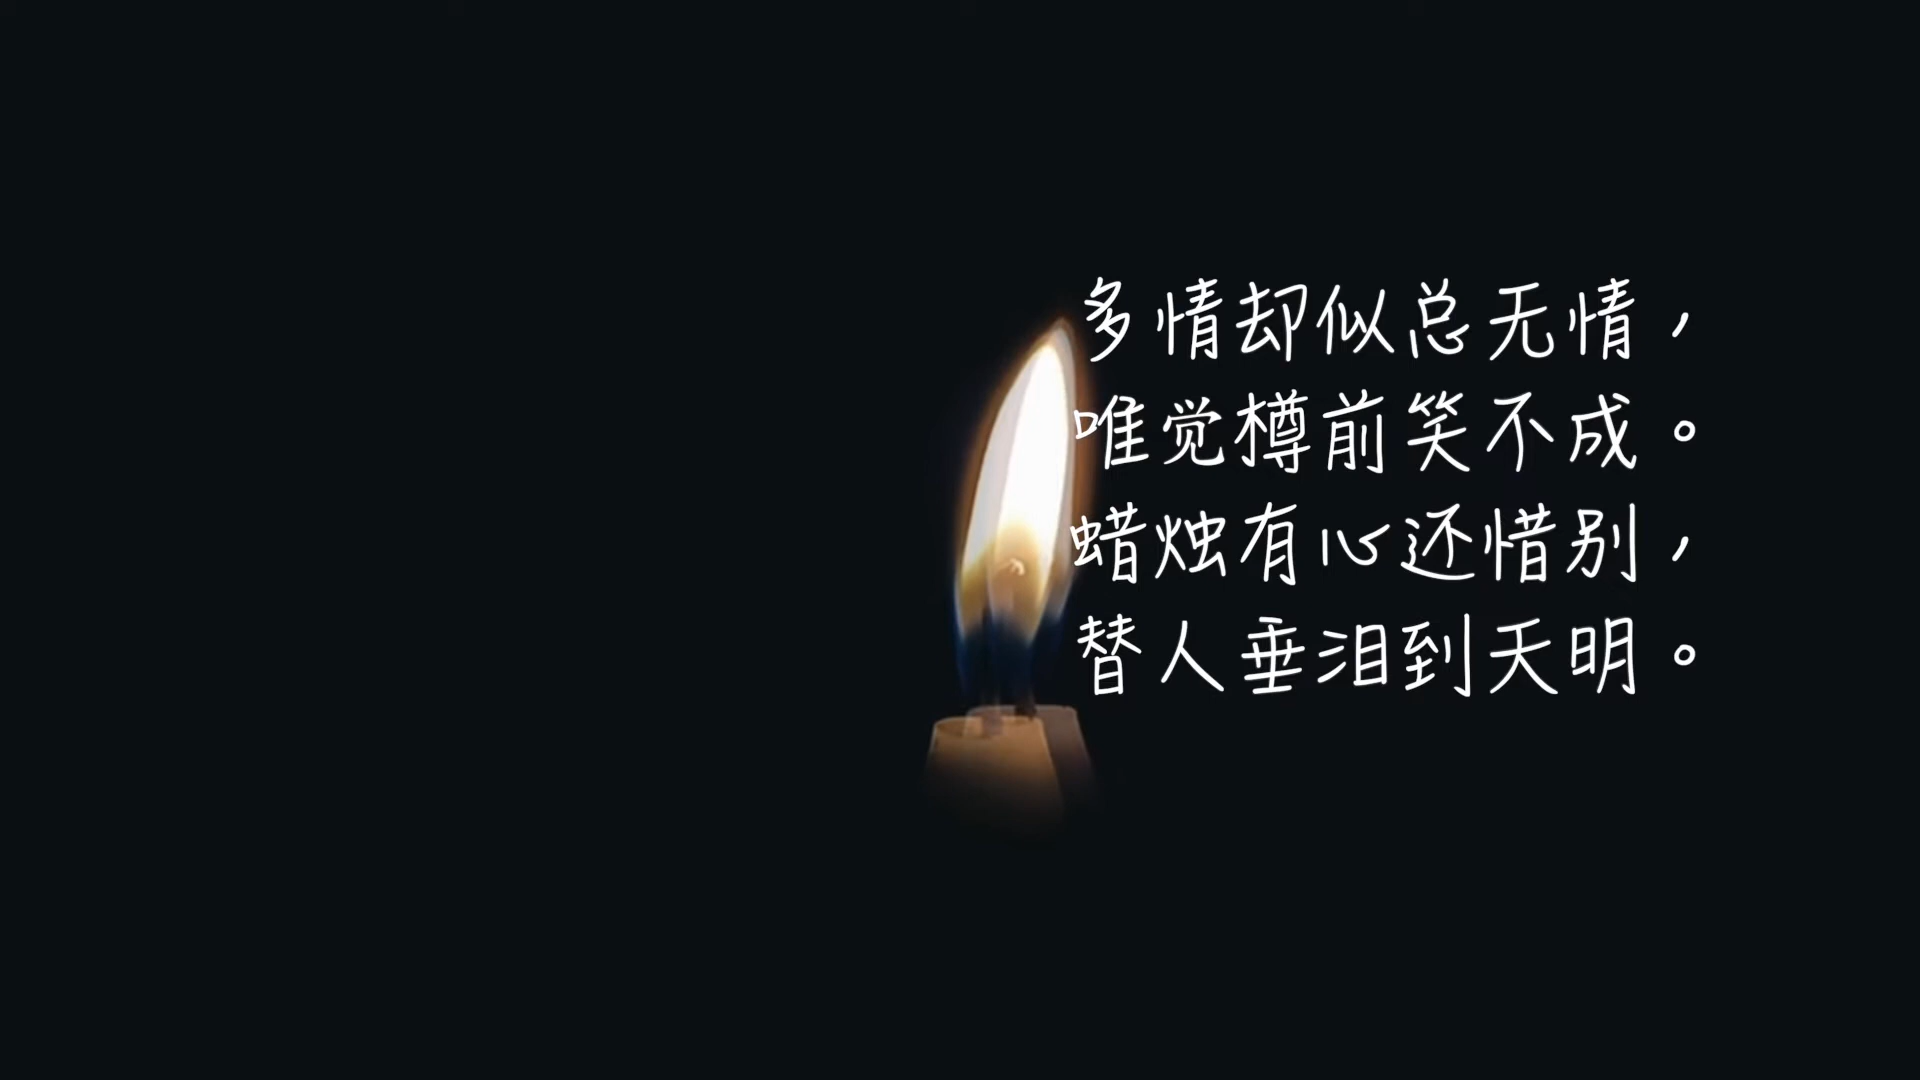 多情却似总无情，
唯觉樽前笑不成。
蜡烛有心还惜别，
替人垂泪到天明。